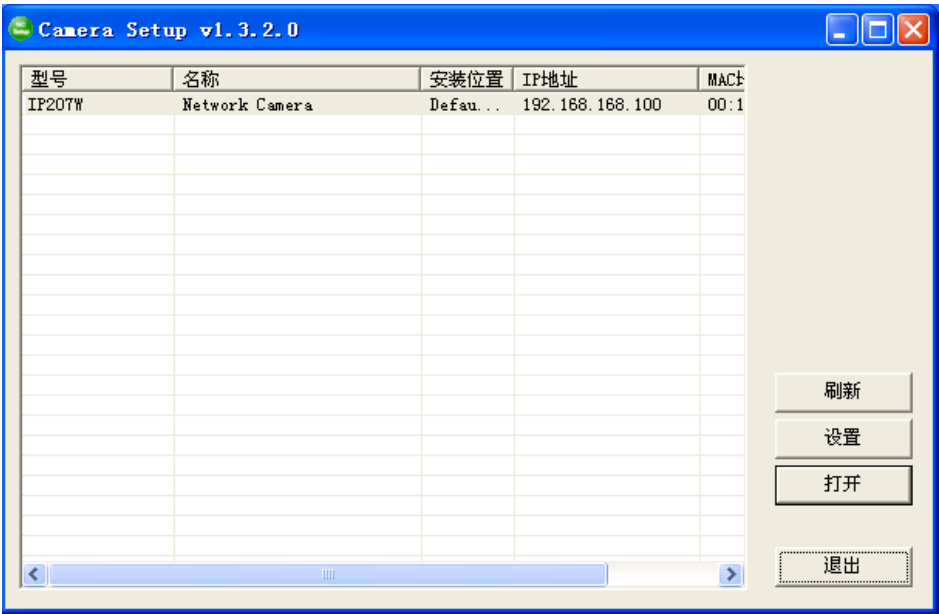 Camera Setup v1.3.2.0
型号 名称 安装位置 IP地址 MAC
IP207W Network Camera Defau... 192.168.168.100 00:1
刷新
设置
打开
退出